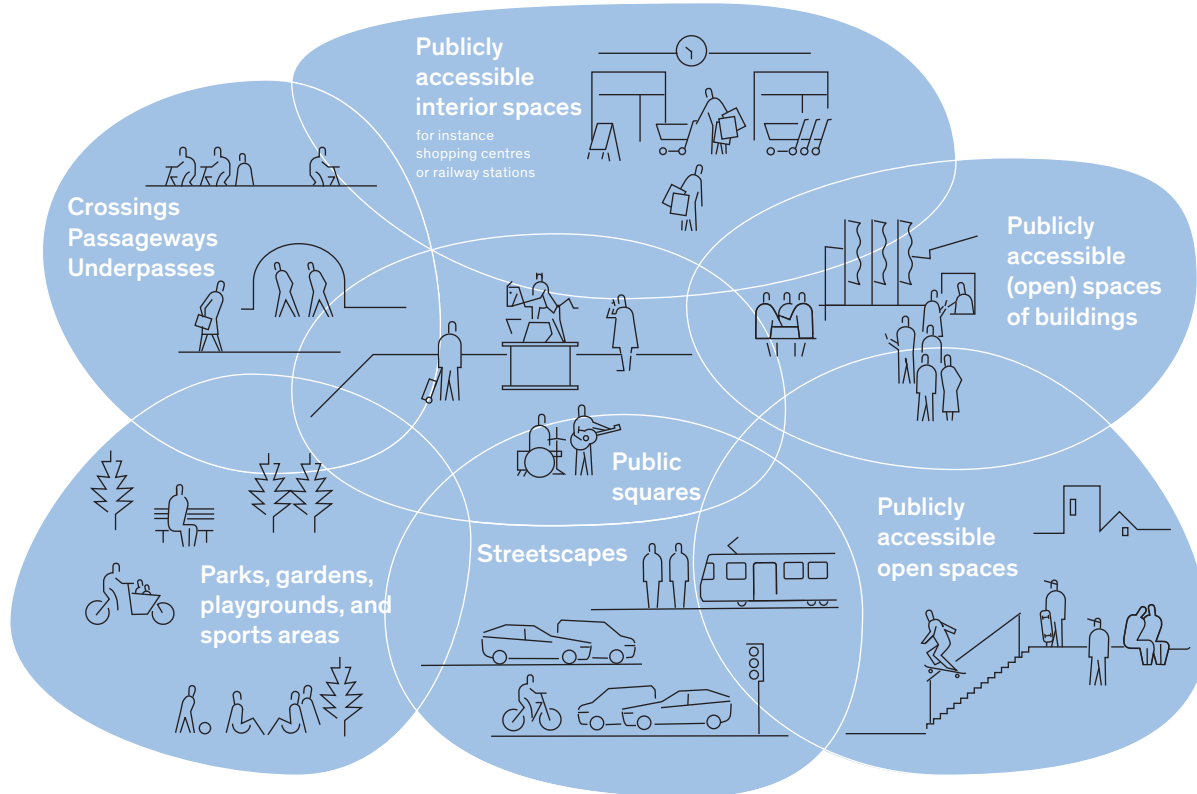 Publicly
accessible
interior spaces
for instance
shopping centres
or railway stations
Crossings
Passageways
Underpasses
Publicly
accessible
(open) spaces
of buildings
Public
squares
Publicly
accessible
open spaces
Streetscapes
Parks, gardens,
playgrounds, and
sports areas